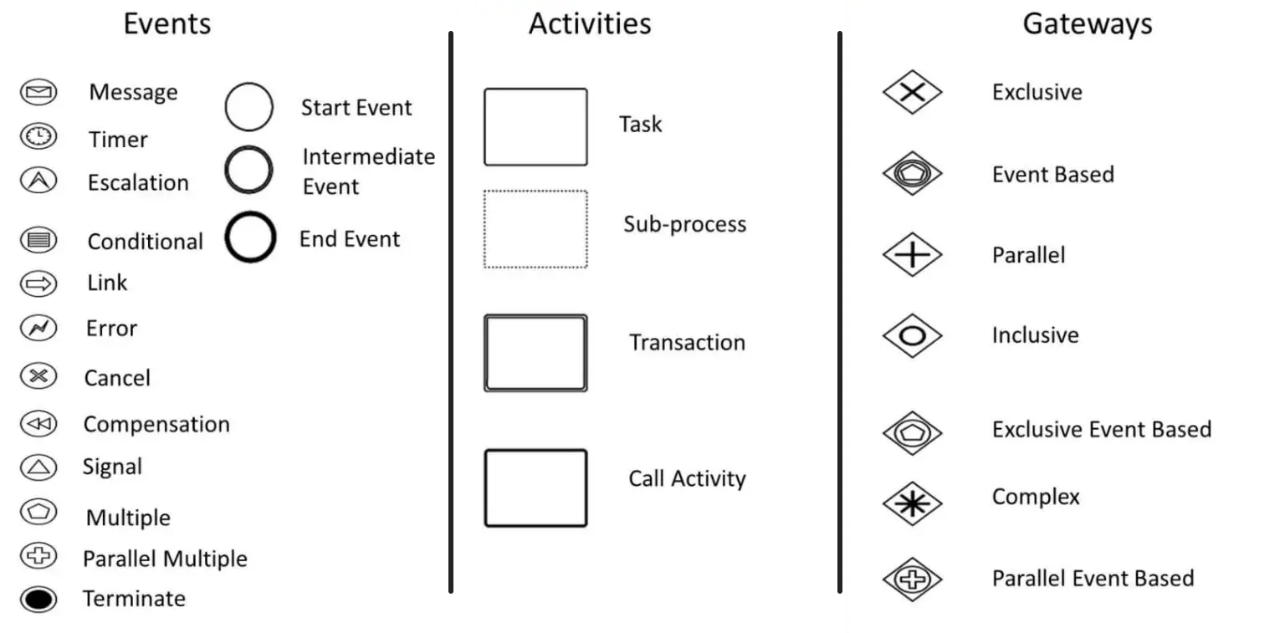 Events
Message
Timer
Escalation
Conditional
Link
Error
Cancel
Compensation
Signal
Multiple
Parallel Multiple
Terminate
Start Event
Intermediate
Event
End Event
Activities
Task
Sub-process
Transaction
Call Activity
Gateways
Exclusive
Event Based
Parallel
Inclusive
Exclusive Event Based
Complex
Parallel Event Based